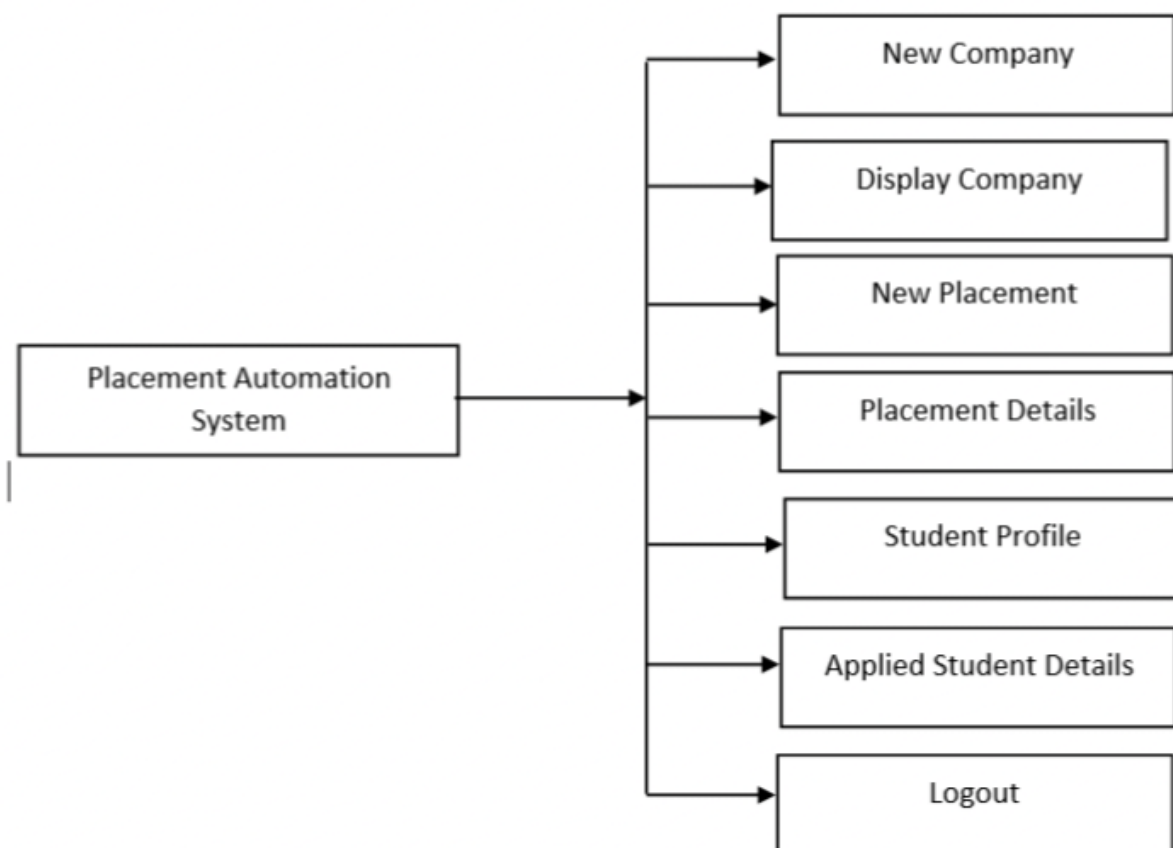 New Company
Display Company
New Placement
Placement Automation
System
Placement Details
Student Profile
Applied Student Details
Logout